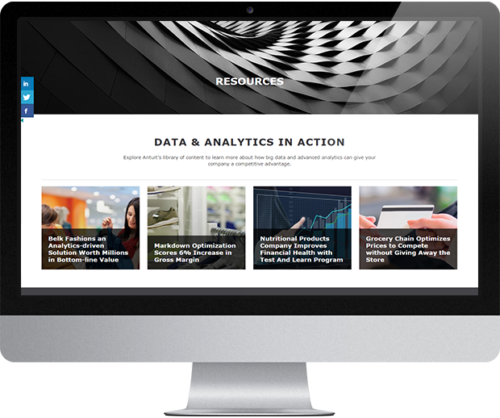 RESOURCES
in
f
DATA & ANALYTICS IN ACTION
Explore Antuit's library of content to learn more about how big data and advanced analytics can give your
company a competitive advantage.
Belk Fashions an
Analytics-driven
Solution Worth Millions
in Bottom-line Value
Markdown Optimization
Scores 6% Increase in
Gross Margin
Nutritional Products
Company Improves
Financial Health with
Test And Learn Program
Grocery Chain Optimizes
Prices to Compete
without Giving Away the
Store